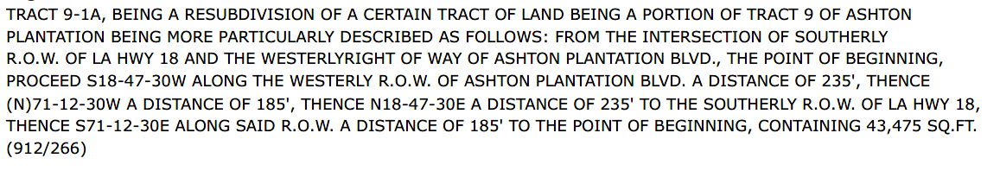 TRACT 9-1A, BEING A RESUBDIVISION OF A CERTAIN TRACT OF LAND BEING A PORTION OF TRACT 9 OF ASHTON
PLANTATION BEING MORE PARTICULARLY DESCRIBED AS FOLLOWS: FROM THE INTERSECTION OF SOUTHERLY
R.O.W. OF LA HWY 18 AND THE WESTERLYRIGHT OF WAY OF ASHTON PLANTATION BLVD., THE POINT OF BEGINNING,
PROCEED S18-47-30W ALONG THE WESTERLY R.O.W. OF ASHTON PLANTATION BLVD. A DISTANCE OF 235', THENCE
(N)71-12-30W A DISTANCE OF 185', THENCE N18-47-30E A DISTANCE OF 235' TO THE SOUTHERLY R.O.W. OF LA HWY 18,
THENCE S71-12-30E ALONG SAID R.O.W. A DISTANCE OF 185' TO THE POINT OF BEGINNING, CONTAINING 43,475 SQ.FT.
(912/266)